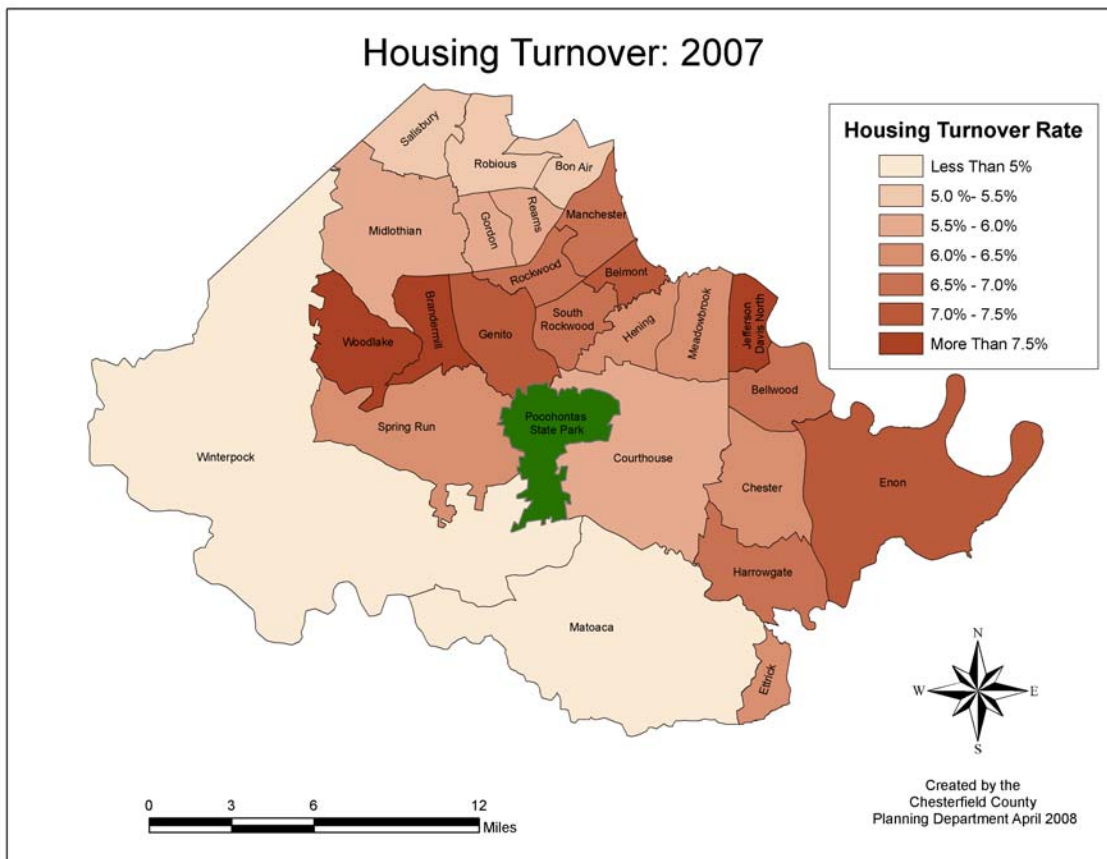 Housing Turnover: 2007
Housing Turnover Rate
Less Than 5%
5.0 %- 5.5%
5.5% - 6.0%
6.0% - 6.5%
6.5% - 7.0%
7.0% - 7.5%
More Than 7.5%
Salisbury
Robious
Bon Air
Midlothian
Gordon
Reams
Manchester
Rockwood
Belmont
Woodlake
Brandermill
Genito
South
Rockwood
Hening
Meadowbrook
Jefferson
Davis North
Bellwood
Spring Run
Pocohontas
State Park
Winterpock
Courthouse
Chester
Enon
Harrowgate
Matoaca
Ettrick
N
W
E
S
0
3
6
12
Miles
Created by the
Chesterfield County
Planning Department April 2008